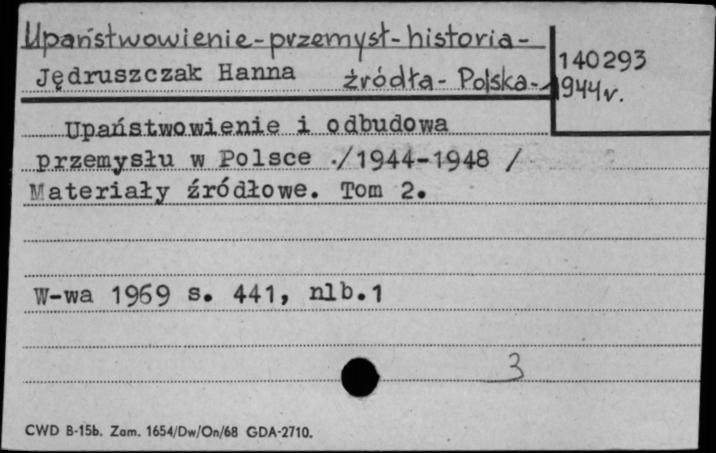 Upaństwowienie-przemysł-historia-
Jędruszczak Hanna źródła-Polska-1944r.
140293
Upaństwowienie i odbudowa
przemysłu w Polsce ./1944-1948 /
Materiały źródłowe. Tom 2.
W-wa 1969 s. 441, nlb.1
3
CWD B-15b. Zam. 1654/Dw/On/68 GDA-2710.